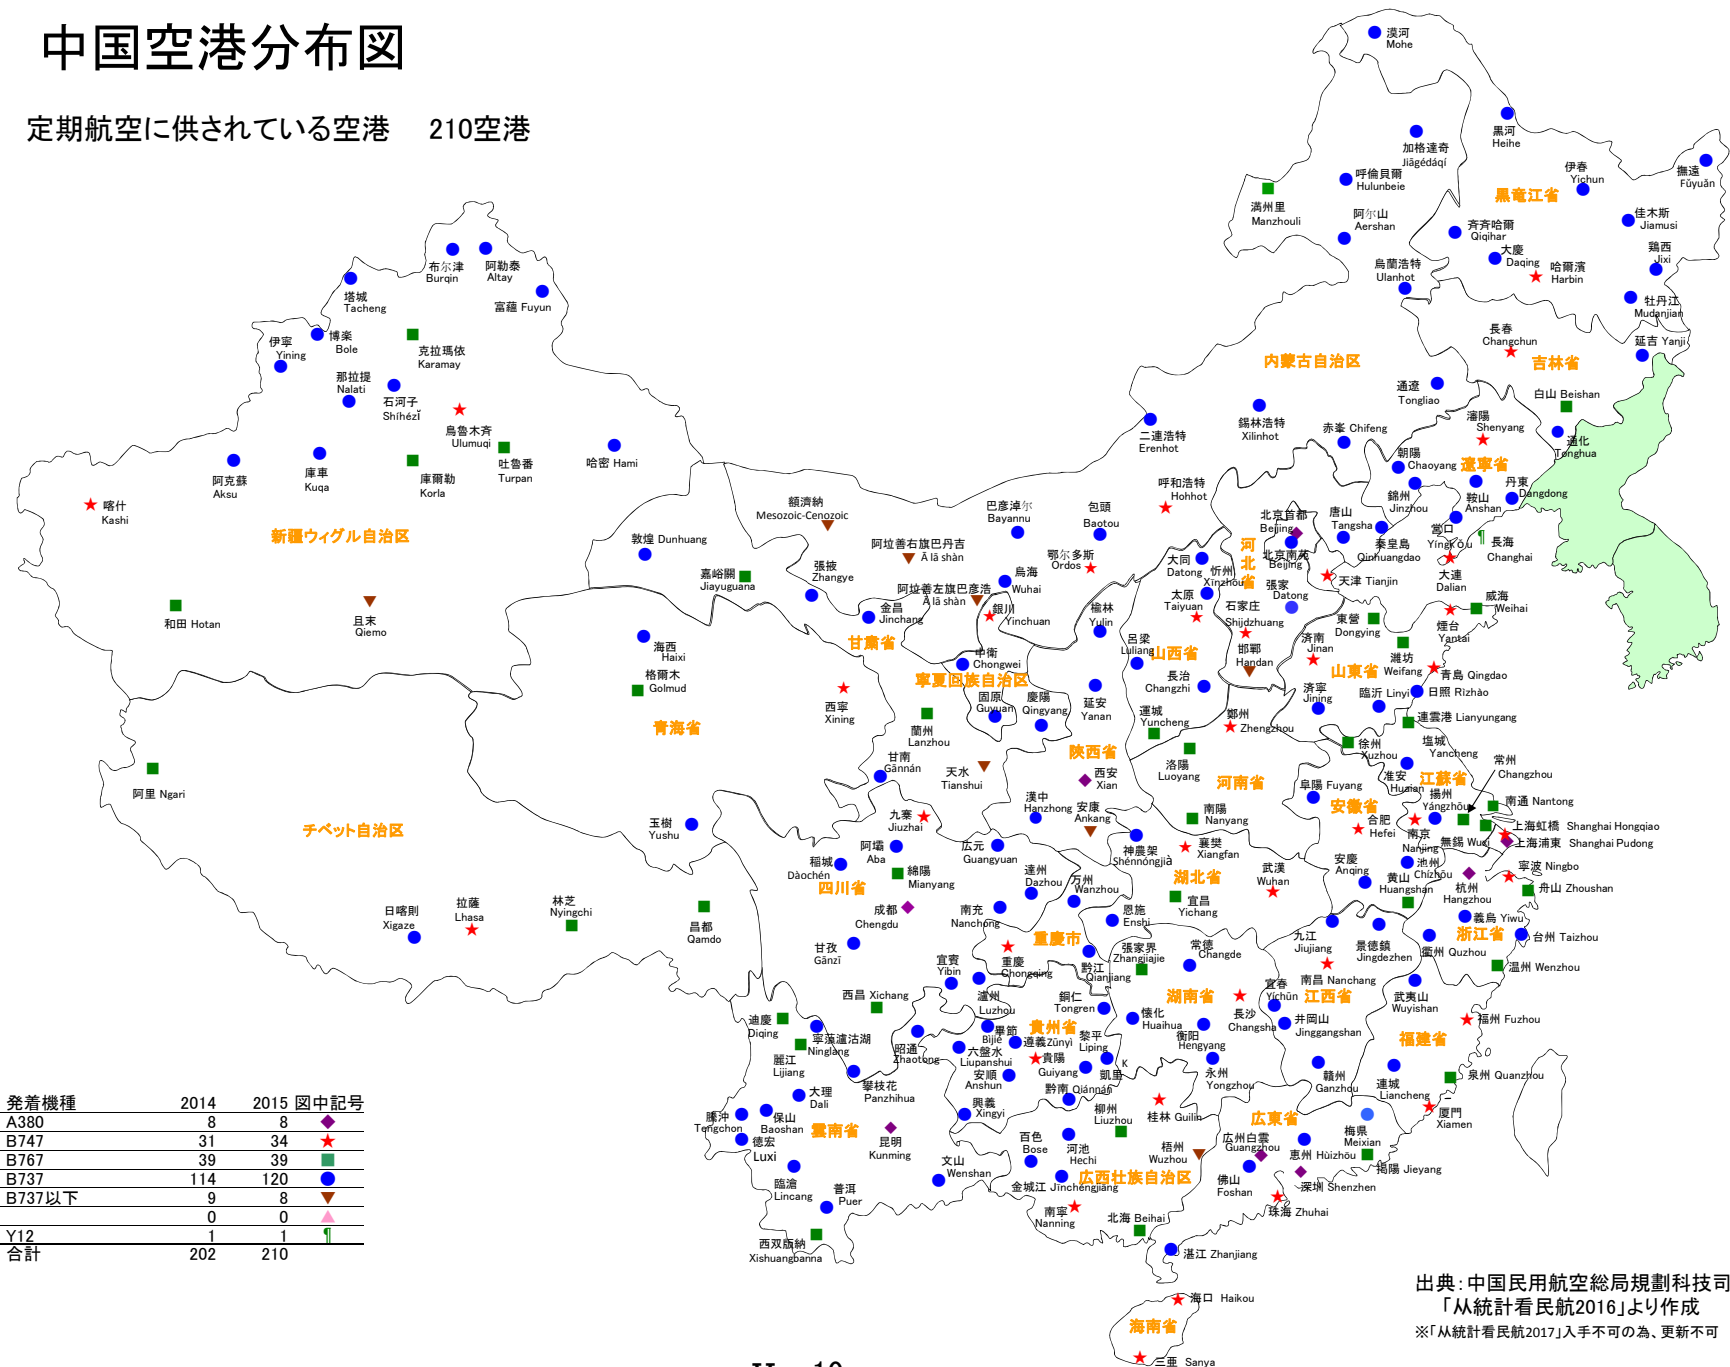 中国空港分布図
定期航空に供されている空港　210空港
漠河
Mohe
黒河
Heihe
加格達奇
Jiāgédáqí
呼倫貝爾
Hulunbeie
伊春
Yichun
撫遠
Fǔyuǎn
黒竜江省
満州里
Manzhouli
阿尓山
Aershan
斉斉哈爾
Qiqihar
佳木斯
Jiamusi
大慶
Daqing
哈爾濱
Harbin
鶏西
Jixi
烏蘭浩特
Ulanhot
牡丹江
Mudanjian
延吉 Yanji
長春
Changchun
吉林省
内蒙古自治区
通遼
Tongliao
白山 Beishan
通化
Tonghua
瀋陽
Shenyang
遼寧省
錫林浩特
Xilinhot
赤峯 Chifeng
朝陽
Chaoyang
二連浩特
Erenhot
錦州
Jinzhou
鞍山
Anshan
丹東
Dangdong
営口
Yíngkǒu
長海
Changhai
大連
Dalian
布尓津
Burqin
阿勒泰
Altay
塔城
Tacheng
富蘊 Fuyun
伊寧
Yining
博楽
Bole
克拉瑪依
Karamay
那拉提
Nalati
石河子
Shíhézǐ
烏魯木斉
Ulumuqi
吐魯番
Turpan
哈密 Hami
庫車
Kuqa
阿克蘇
Aksu
庫爾勒
Korla
喀什
Kashi
新疆ウィグル自治区
和田 Hotan
且末
Qiemo
額済納
Mesozoic-Cenozoic
敦煌 Dunhuang
嘉峪關
Jiayuguana
張掖
Zhangye
阿拉善右旗巴丹吉
Ā lā shàn
阿拉善左旗巴彦浩
Ā lā shàn
巴彦淖尓
Bayannu
包頭
Baotou
呼和浩特
Hohhot
鄂尓多斯
Ordos
烏海
Wuhai
銀川
Yinchuan
金昌
Jinchang
甘粛省
海西
Haixi
格爾木
Golmud
青海省
西寧
Xining
中衛
Chongwei
寧夏回族自治区
固原
Guyuan
慶陽
Qingyang
蘭州
Lanzhou
甘南
Gānnán
天水
Tianshui
玉樹
Yushu
榆林
Yulin
延安
Yanan
陝西省
西安
Xian
漢中
Hanzhong
安康
Ankang
北京首都
Beijing
北京南苑
Beijing
河北省
唐山
Tangsha
秦皇島
Qinhuangdao
天津 Tianjin
張家
Datong
大同
Datong
忻州
Xīnzhōu
太原
Taiyuan
石家庄
Shijdzhuang
邯鄲
Handan
呂梁
Luliang
山西省
長治
Changzhi
運城
Yuncheng
洛陽
Luoyang
鄭州
Zhengzhou
河南省
南陽
Nanyang
東營
Dongying
威海
Weihai
煙台
Yantai
済南
Jinan
山東省
濰坊
Weifang
青島 Qingdao
済寧
Jining
臨沂 Linyi
日照 Rìzhào
連雲港 Lianyungang
徐州
Xuzhou
塩城
Yancheng
准安
Huaian
江蘇省
揚州
Yángzhōu
常州
Changzhou
南通 Nantong
阜陽 Fuyang
安徽省
合肥
Hefei
南京
Nanjing
無錫 Wuxi
上海虹橋 Shanghai Hongqiao
上海浦東 Shanghai Pudong
安慶
Anqing
池州
Chízhōu
黄山
Huangshan
杭州
Hangzhou
寧波 Ningbo
舟山 Zhoushan
義烏 Yiwu
浙江省
台州 Taizhou
衢州 Quzhou
温州 Wenzhou
チベット自治区
阿里 Ngari
日喀則
Xigaze
拉薩
Lhasa
林芝
Nyingchi
昌都
Qamdo
九寨
Jiuzhai
阿壩
Aba
稲城
Dàochén
四川省
綿陽
Mianyang
成都
Chengdu
広元
Guangyuan
達州
Dazhou
南充
Nanchong
甘孜
Gānzī
宜賓
Yibin
瀘州
Luzhou
西昌 Xichang
攀枝花
Panzhihua
万州
Wanzhou
重慶市
重慶
Chongqing
黔江
Qianjiang
神農架
Shénnóngjià
襄樊
Xiangfan
湖北省
武漢
Wuhan
宜昌
Yichang
恩施
Enshi
張家界
Zhangjiajie
常徳
Changde
湖南省
長沙
Changsha
懐化
Huaihua
衡阳
Hengyang
永州
Yongzhou
九江
Jiujiang
景徳鎮
Jingdezhen
南昌 Nanchang
宜春
Yíchūn
江西省
井岡山
Jinggangshan
贛州
Ganzhou
武夷山
Wuyishan
福州 Fuzhou
福建省
連城
Liancheng
泉州 Quanzhou
厦門
Xiamen
銅仁
Tongren
貴州省
畢節
Bijié
遵義Zūnyì
黎平
Liping
六盤水
Liupanshui
貴陽
Guiyang
凱里
K
安順
Anshun
黔南 Qiánnán
興義
Xingyi
迪慶
Diqing
寧蒗瀘沽湖
Ninglang
麗江
Lijiang
昭通
Zhaotong
大理
Dali
騰沖
Tengchon
保山
Baoshan
徳宏
Luxi
雲南省
昆明
Kunming
臨滄
Lincang
普洱
Puer
文山
Wenshan
西双版納
Xishuangbanna
柳州
Liuzhou
桂林 Guilin
百色
Bose
河池
Hechi
金城江 Jīnchéngjiāng
広西壮族自治区
梧州
Wuzhou
南寧
Nanning
北海 Beihai
広東省
広州白雲
Guangzhou
梅県
Meixian
惠州 Hùizhōu
掲陽 Jieyang
佛山
Foshan
深圳 Shenzhen
珠海 Zhuhai
湛江 Zhanjiang
海口 Haikou
海南省
三亜 Sanya
発着機種 2014 2015 図中記号
A380 8 8
B747 31 34
B767 39 39
B737 114 120
B737以下 9 8
0 0
Y12 1 1 ¶
合計 202 210
出典：中国民用航空総局規劃科技司
「从統計看民航2016」より作成
※「从統計看民航2017」入手不可の為、更新不可